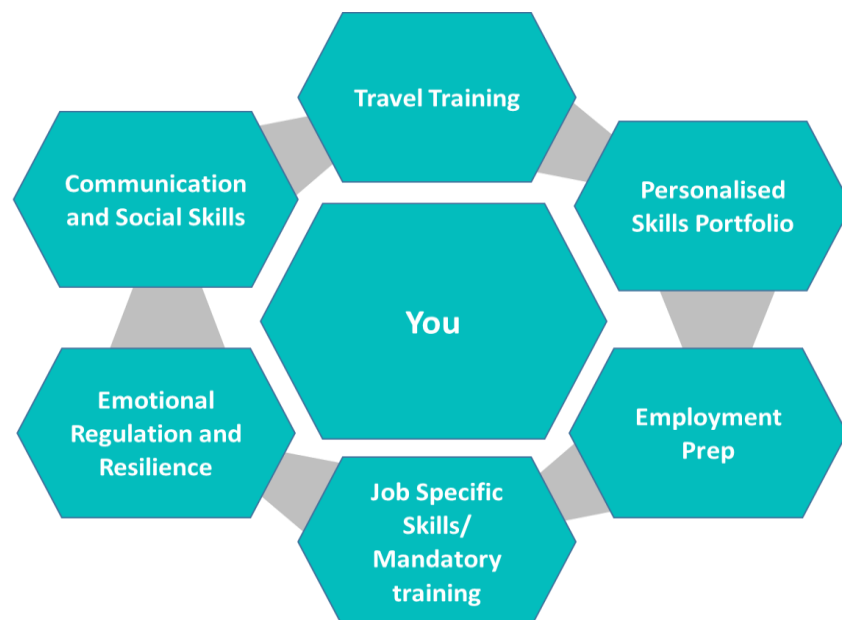 Travel Training
Communication
and Social Skills
Personalised
Skills Portfolio
You
Emotional
Regulation and
Resilience
Employment
Prep
Job Specific
Skills/
Mandatory
training